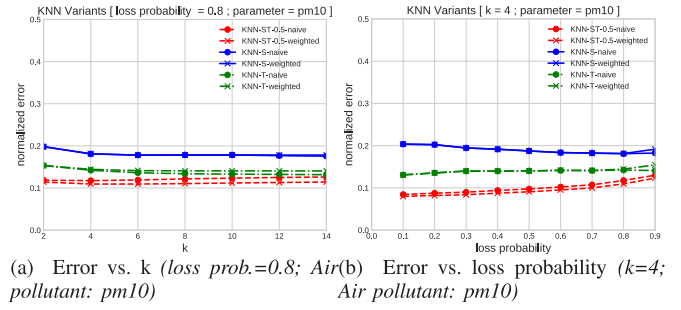 KNN Variants [ loss probability = 0.8 ; parameter = pm10 ]
0.5
0.4
0.3
0.2
0.1
0.0
normalized error
KNN-ST-0.5-naive
KNN-ST-0.5-weighted
KNN-S-naive
KNN-S-weighted
KNN-T-naive
KNN-T-weighted
2 4 6 8 10 12 14
k
KNN Variants [ k = 4 ; parameter = pm10 ]
0.5
0.4
0.3
0.2
0.1
0.0
normalized error
KNN-ST-0.5-naive
KNN-ST-0.5-weighted
KNN-S-naive
KNN-S-weighted
KNN-T-naive
KNN-T-weighted
0.0 0.1 0.2 0.3 0.4 0.5 0.6 0.7 0.8 0.9
loss probability
(a) Error vs. k (loss prob.=0.8; Air
pollutant: pm10)
(b) Error vs. loss probability (k=4;
Air pollutant: pm10)